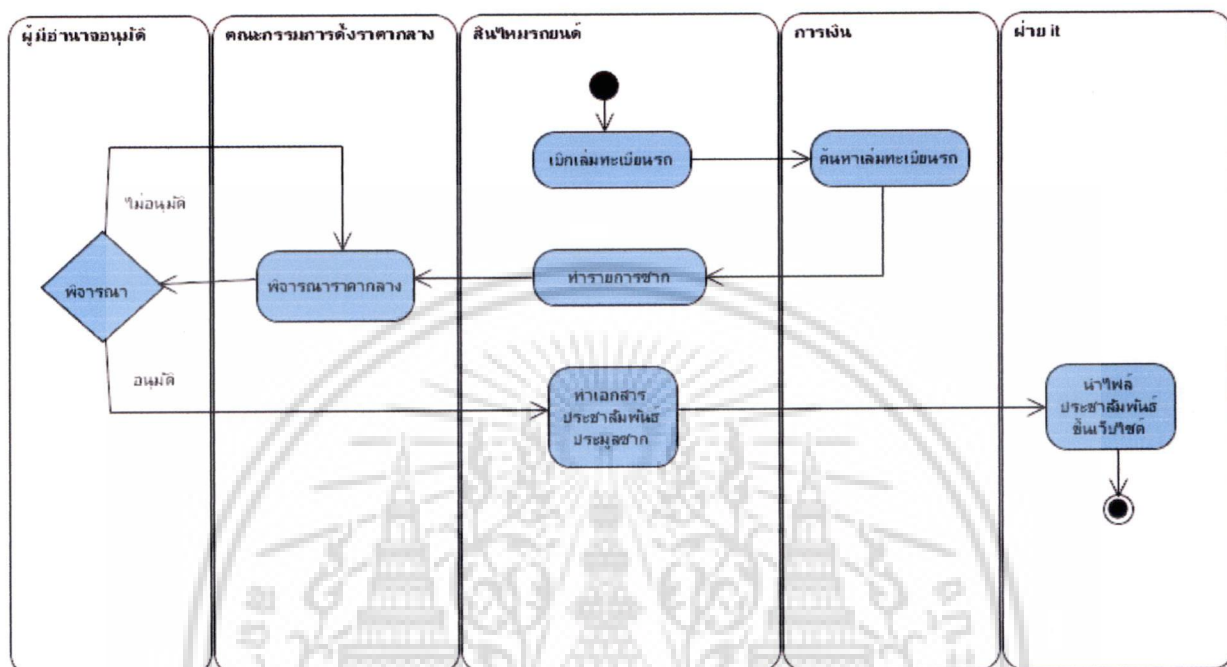 ผู้มีอำนาจอนุมัติ
คณะกรรมการตั้งราคากลาง
สินไหมรถยนต์
การเงิน
ฝ่าย it
เบิกเล่มทะเบียนรถ
ค้นหาเล่มทะเบียนรถ
ไม่อนุมัติ
พิจารณา
พิจารณาราคากลาง
ทำรายการซาก
อนุมัติ
ทำเอกสาร
ประชาสัมพันธ์
ประมูลซาก
นำไฟล์
ประชาสัมพันธ์
ขึ้นเว็บไซต์